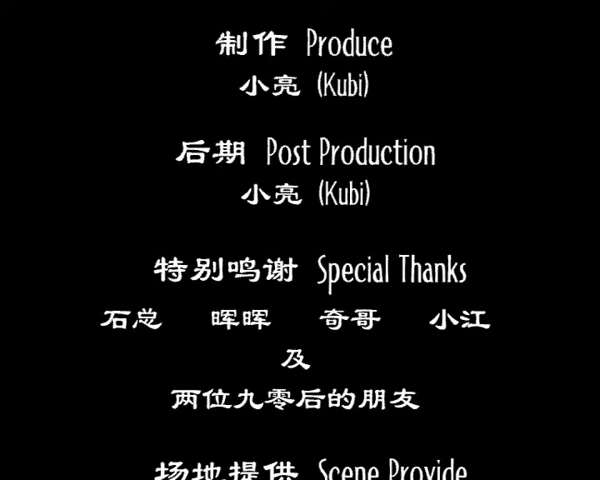 制作 Produce
小亮 (Kubi)
后期 Post Production
小亮 (Kubi)
特别鸣谢 Special Thanks
石总 晖晖 奇哥 小江
及
两位九零后的朋友
场地提供 Scene Provide